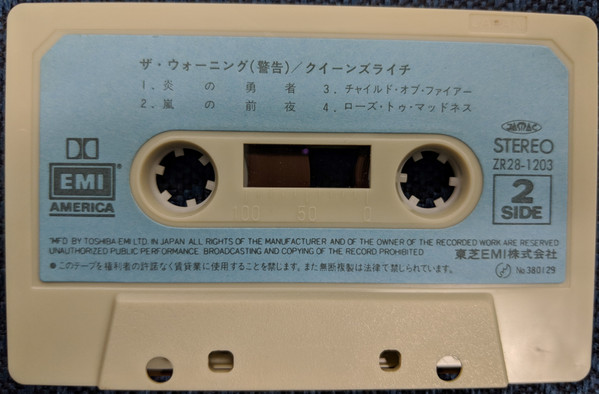 ザ・ウォーニング(警告)/クイーンズライチ
1. 炎の勇者 3. チャイルド・オブ・ファイアー
2. 嵐の前夜 4. ローズ・トゥ・マッドネス
EMI
AMERICA
STEREO
ZR28-1203
2
SIDE
100 50 0
*MFD BY TOSHIBA EMI LTD. IN JAPAN. ALL RIGHTS OF THE MANUFACTURER AND OF THE OWNER OF THE RECORDED WORK ARE RESERVED
UNAUTHORIZED PUBLIC PERFORMANCE. BROADCASTING AND COPYING OF THE RECORD PROHIBITED
東芝EMI株式会社
●このテープを権利者の許諾なく賃貸業に使用することを禁じます。また無断複製は法律で禁じられています。
No.380129